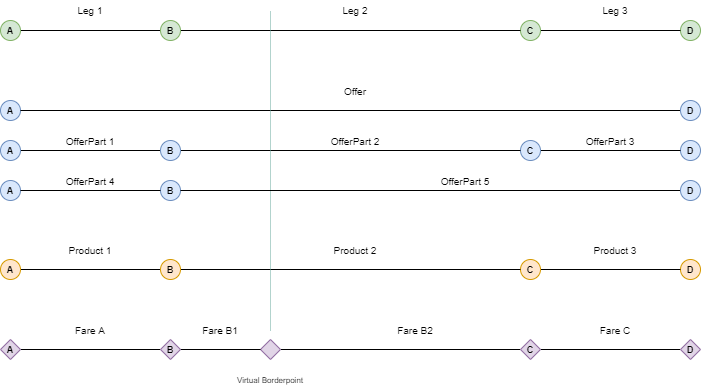 Leg 1 Leg 2 Leg 3
A B C D
Offer
A D
OfferPart 1 OfferPart 2 OfferPart 3
A B C D
OfferPart 4 OfferPart 5
A B D
Product 1 Product 2 Product 3
A B C D
Fare A Fare B1 Fare B2 Fare C
A B C D
Virtual Borderpoint